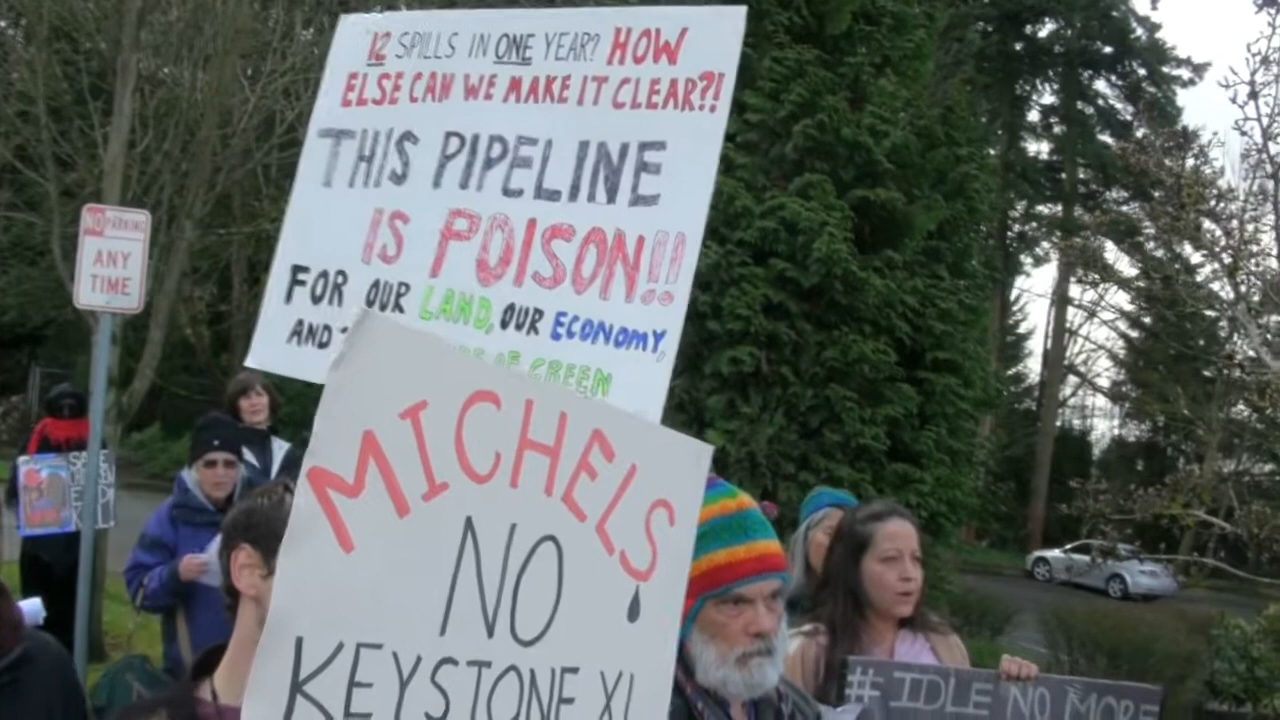 12 SPILLS IN ONE YEAR? HOW
ELSE CAN WE MAKE IT CLEAR?!
THIS PIPELINE
IS POISON!!
FOR OUR LAND, OUR ECONOMY,
AND
OF GREEN
MICHELS
NO
KEYSTONE XL
NO PARKING
ANY
TIME
# IDLE NO MORE